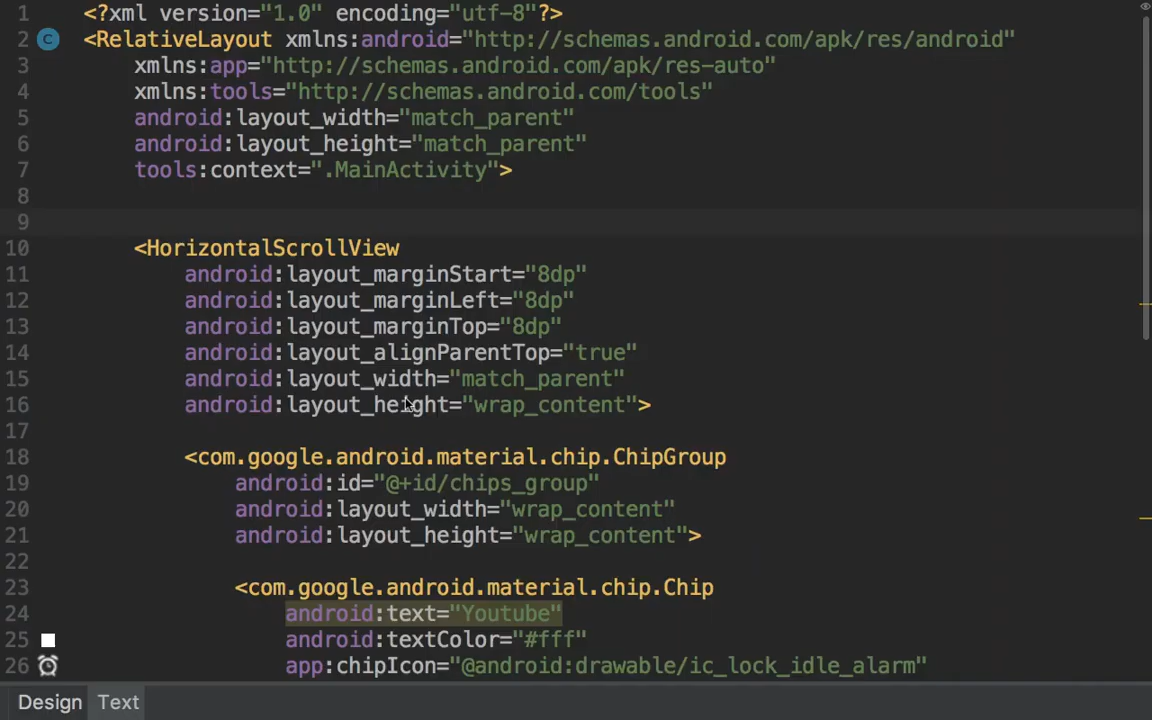 1 <?xml version="1.0" encoding="utf-8"?>
2 C <RelativeLayout xmlns:android="http://schemas.android.com/apk/res/android"
3 xmlns:app="http://schemas.android.com/apk/res-auto"
4 xmlns:tools="http://schemas.android.com/tools"
5 android:layout_width="match_parent"
6 android:layout_height="match_parent"
7 tools:context=".MainActivity">
8
9
10 <HorizontalScrollView
11 android:layout_marginStart="8dp"
12 android:layout_marginLeft="8dp"
13 android:layout_marginTop="8dp"
14 android:layout_alignParentTop="true"
15 android:layout_width="match_parent"
16 android:layout_height="wrap_content">
17
18 <com.google.android.material.chip.ChipGroup
19 android:id="@+id/chips_group"
20 android:layout_width="wrap_content"
21 android:layout_height="wrap_content">
22
23 <com.google.android.material.chip.Chip
24 android:text="Youtube"
25 android:textColor="#fff"
26 app:chipIcon="@android:drawable/ic_lock_idle_alarm"
Design Text